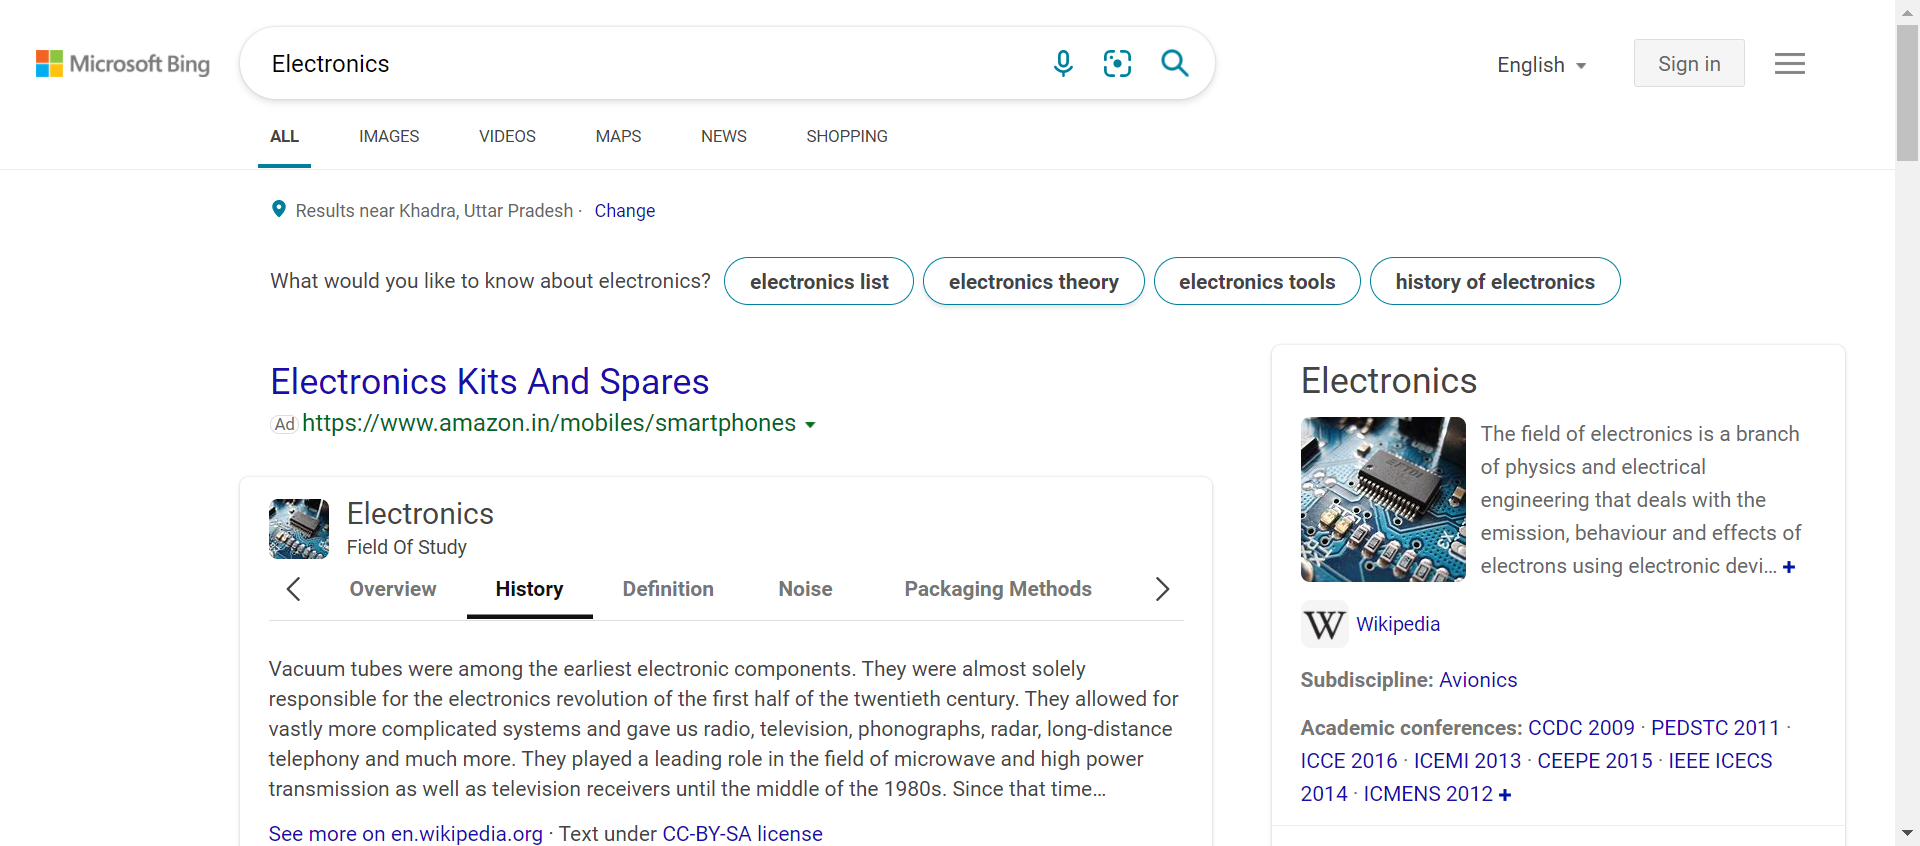 Microsoft Bing
Electronics
English
Sign in
ALL IMAGES VIDEOS MAPS NEWS SHOPPING
Results near Khadra, Uttar Pradesh · Change
What would you like to know about electronics? electronics list electronics theory electronics tools history of electronics
Electronics Kits And Spares
Ad https://www.amazon.in/mobiles/smartphones
Electronics
Field Of Study
Overview History Definition Noise Packaging Methods
Vacuum tubes were among the earliest electronic components. They were almost solely
responsible for the electronics revolution of the first half of the twentieth century. They allowed for
vastly more complicated systems and gave us radio, television, phonographs, radar, long-distance
telephony and much more. They played a leading role in the field of microwave and high power
transmission as well as television receivers until the middle of the 1980s. Since that time...
See more on en.wikipedia.org · Text under CC-BY-SA license
Electronics
The field of electronics is a branch
of physics and electrical
engineering that deals with the
emission, behaviour and effects of
electrons using electronic devi... +
W Wikipedia
Subdiscipline: Avionics
Academic conferences: CCDC 2009 · PEDSTC 2011 ·
ICCE 2016 · ICEMI 2013 · CEEPE 2015 · IEEE ICECS
2014 · ICMENS 2012 +